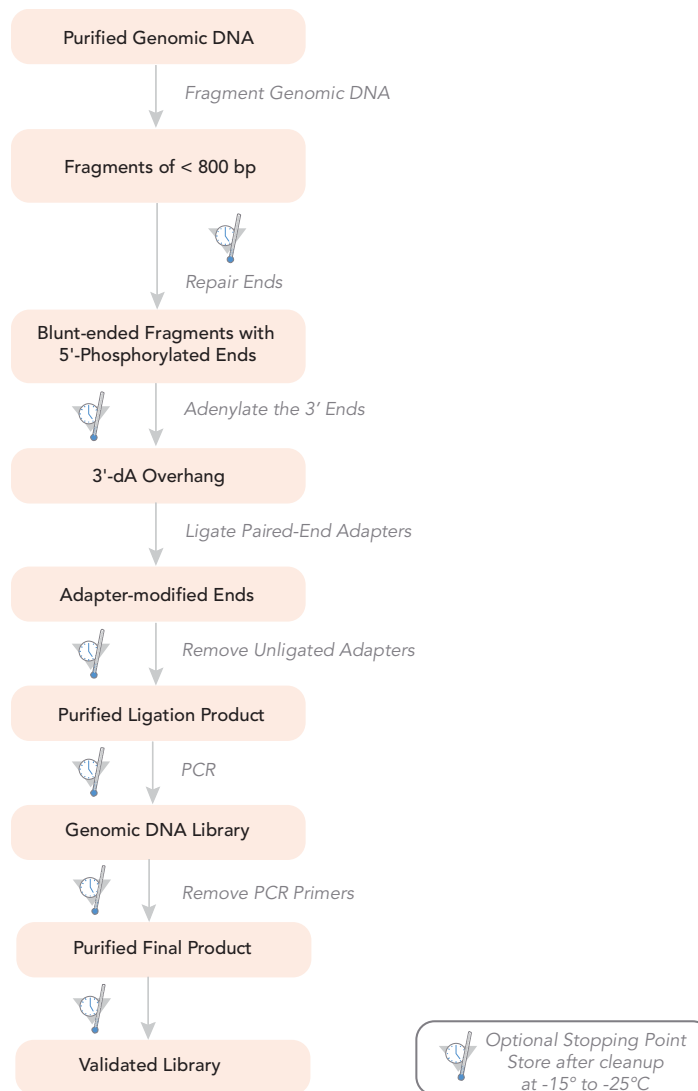 Purified Genomic DNA
Fragment Genomic DNA
Fragments of < 800 bp
Repair Ends
Blunt-ended Fragments with
5'-Phosphorylated Ends
Adenylate the 3’ Ends
3'-dA Overhang
Ligate Paired-End Adapters
Adapter-modified Ends
Remove Unligated Adapters
Purified Ligation Product
PCR
Genomic DNA Library
Remove PCR Primers
Purified Final Product
Validated Library
Optional Stopping Point
Store after cleanup
at -15° to -25°C